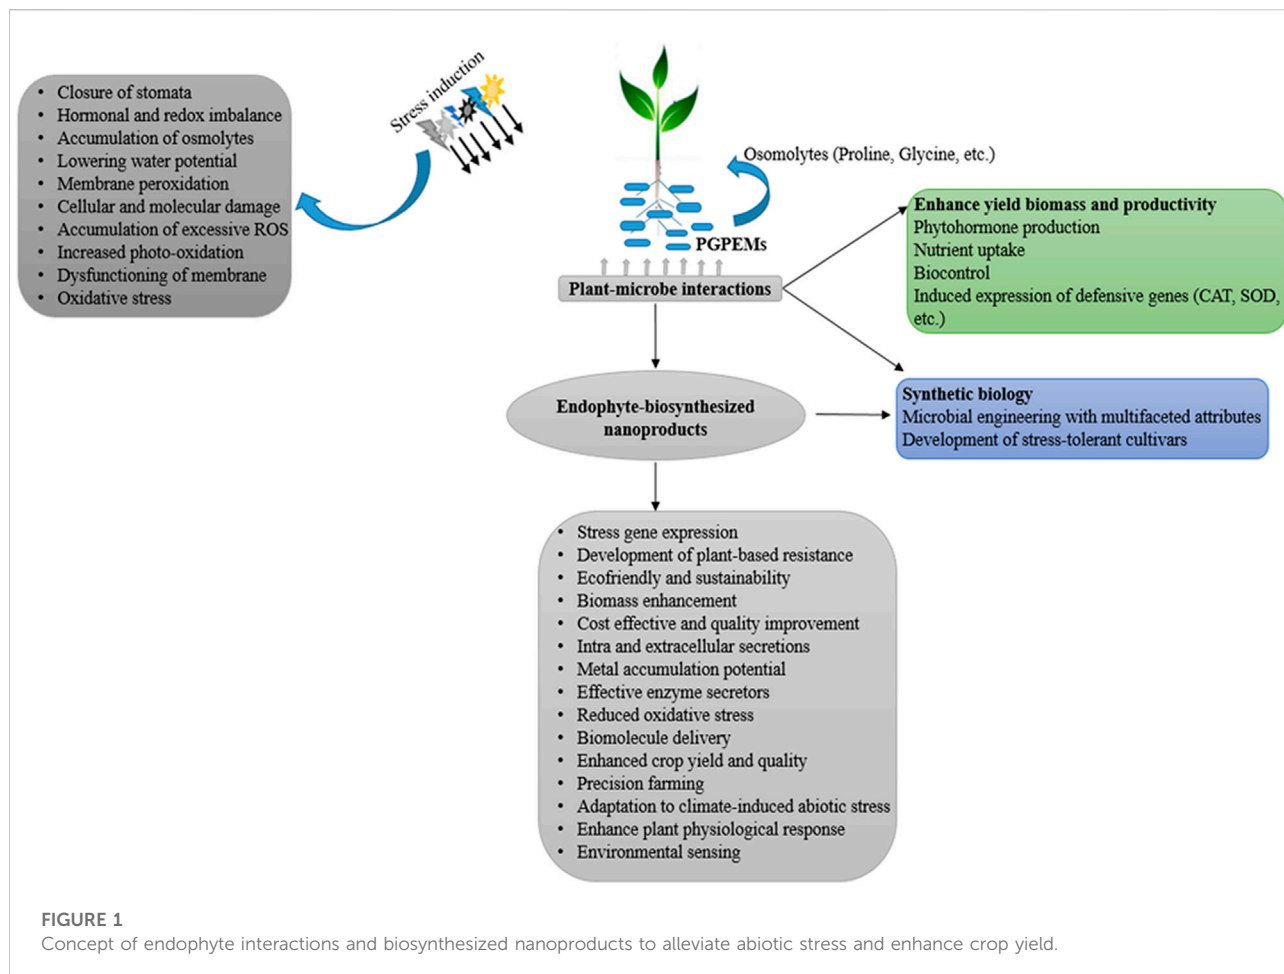 • Closure of stomata
• Hormonal and redox imbalance
• Accumulation of osmolytes
• Lowering water potential
• Membrane peroxidation
• Cellular and molecular damage
• Accumulation of excessive ROS
• Increased photo-oxidation
• Dysfunctioning of membrane
• Oxidative stress
Stress induction
Osomolytes (Proline, Glycine, etc.)
PGPEMs
Plant-microbe interactions
Enhance yield biomass and productivity
Phytohormone production
Nutrient uptake
Biocontrol
Induced expression of defensive genes (CAT, SOD,
etc.)
Synthetic biology
Microbial engineering with multifaceted attributes
Development of stress-tolerant cultivars
Endophyte-biosynthesized
nanoproducts
• Stress gene expression
• Development of plant-based resistance
• Ecofriendly and sustainability
• Biomass enhancement
• Cost effective and quality improvement
• Intra and extracellular secretions
• Metal accumulation potential
• Effective enzyme secretors
• Reduced oxidative stress
• Biomolecule delivery
• Enhanced crop yield and quality
• Precision farming
• Adaptation to climate-induced abiotic stress
• Enhance plant physiological response
• Environmental sensing
FIGURE 1
Concept of endophyte interactions and biosynthesized nanoproducts to alleviate abiotic stress and enhance crop yield.